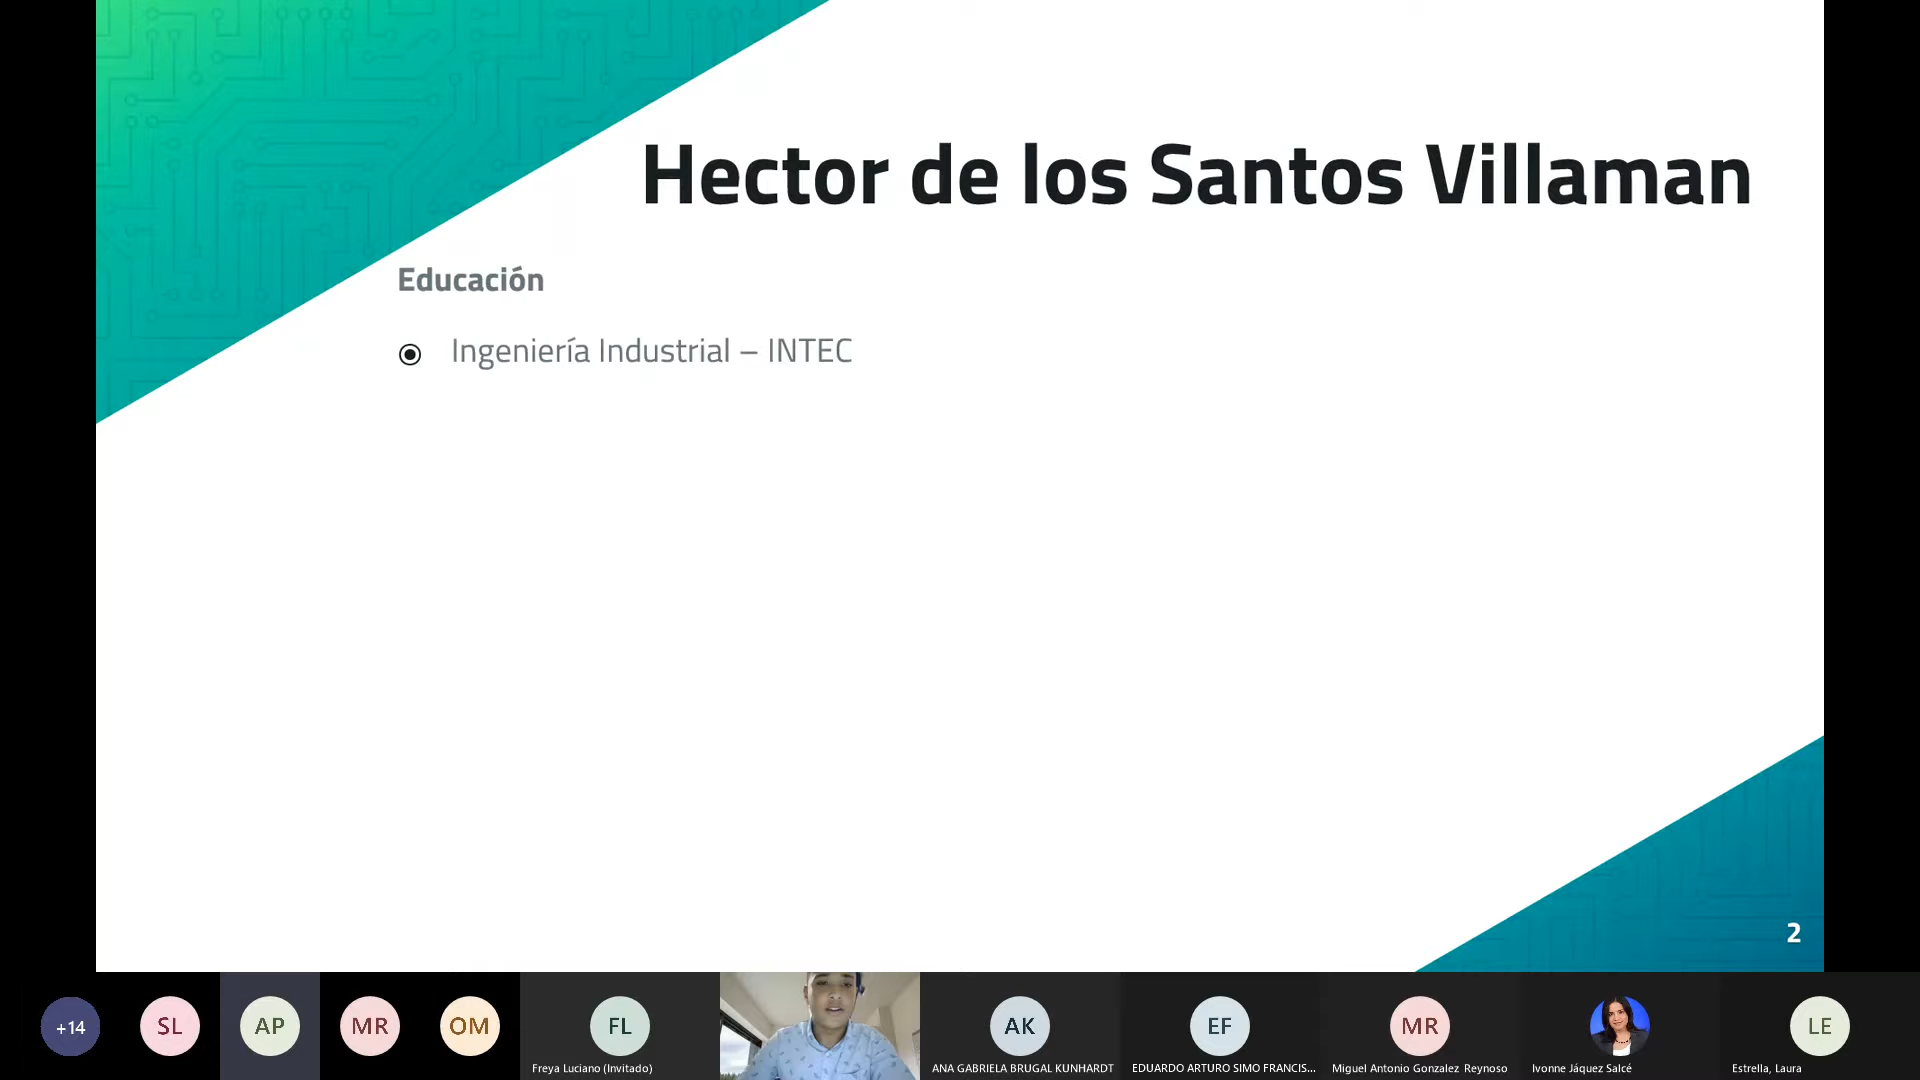 Hector de los Santos Villaman
Educación
Ingeniería Industrial – INTEC
2
+14
SL
AP
MR
OM
FL
AK
EF
MR
LE
Freya Luciano (Invitado)
ANA GABRIELA BRUGAL KUNHARDT
EDUARDO ARTURO SIMO FRANCIS...
Miguel Antonio Gonzalez Reynoso
Ivonne Jáquez Salcé
Estrella, Laura